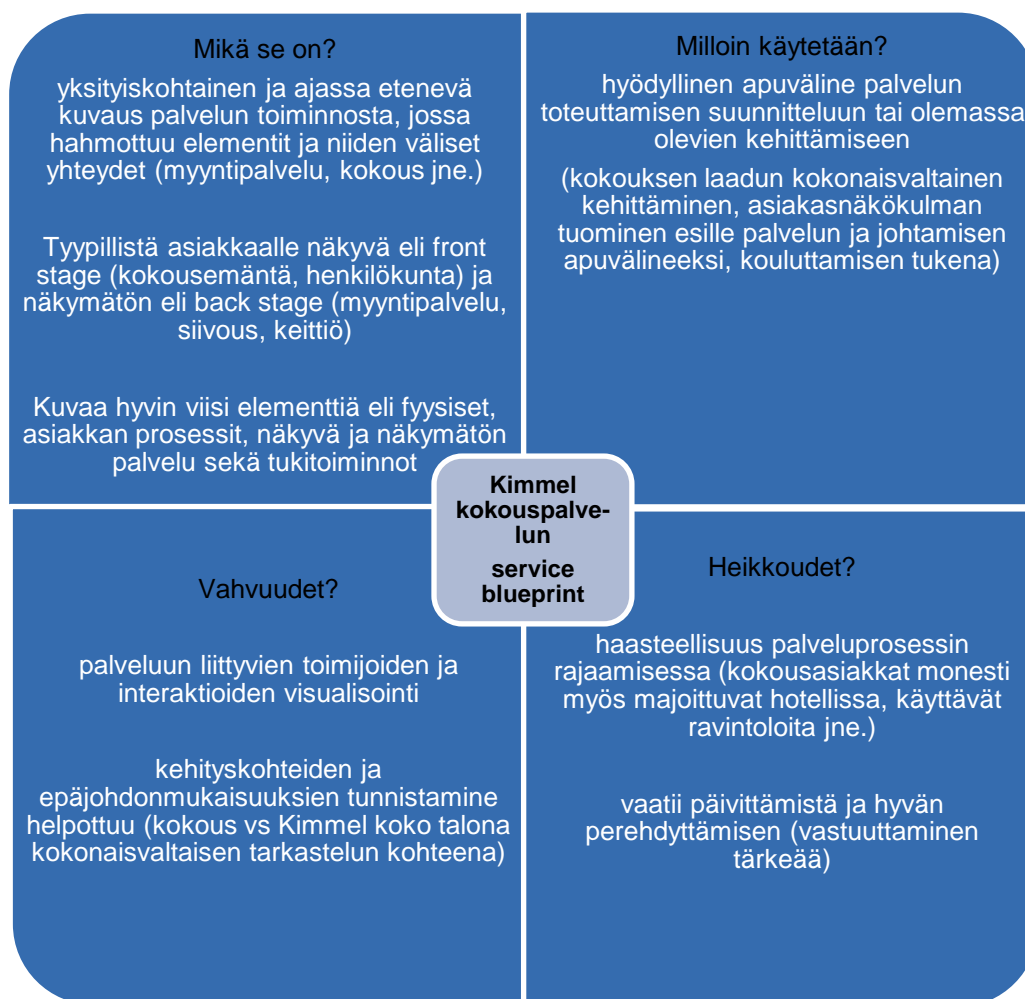 Mikä se on?
yksityiskohtainen ja ajassa etenevä
kuvaus palvelun toiminnosta, jossa
hahmottuu elementit ja niiden väliset
yhteydet (myyntipalvelu, kokous jne.)
Tyypillistä asiakkaalle näkyvä eli front
stage (kokousemäntä, henkilökunta) ja
näkymätön eli back stage (myyntipalvelu,
siivous, keittiö)
Kuvaa hyvin viisi elementtiä eli fyysiset,
asiakkan prosessit, näkyvä ja näkymätön
palvelu sekä tukitoiminnot
Milloin käytetään?
hyödyllinen apuväline palvelun
toteuttamisen suunnitteluun tai olemassa
olevien kehittämiseen
(kokouksen laadun kokonaisvaltainen
kehittäminen, asiakasnäkökulman
tuominen esille palvelun ja johtamisen
apuvälineeksi, kouluttamisen tukena)
Kimmel
kokouspalve-
lun
service
blueprint
Vahvuudet?
palveluun liittyvien toimijoiden ja
interaktioiden visualisointi
kehityskohteiden ja
epäjohdonmukaisuuksien tunnistamine
helpottuu (kokous vs Kimmel koko talona
kokonaisvaltaisen tarkastelun kohteena)
Heikkoudet?
haasteellisuus palveluprosessin
rajaamisessa (kokousasiakkat monesti
myös majoittuvat hotellissa, käyttävät
ravintoloita jne.)
vaatii päivittämistä ja hyvän
perehdyttämisen (vastuuttaminen
tärkeää)